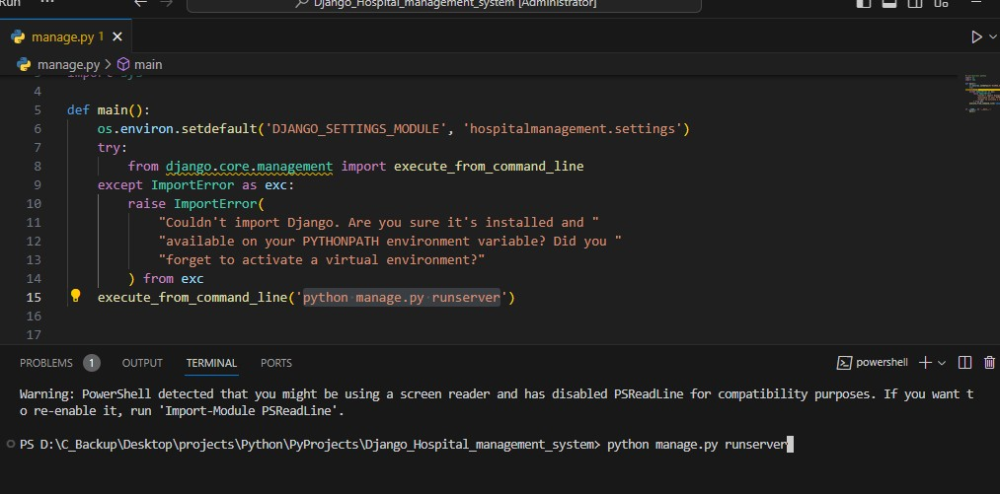 Run ...
Django_Hospital_management_system [Administrator]
manage.py 1
manage.py > main
3 import sys
4
5 def main():
6 os.environ.setdefault('DJANGO_SETTINGS_MODULE', 'hospitalmanagement.settings')
7 try:
8 from django.core.management import execute_from_command_line
9 except ImportError as exc:
10 raise ImportError(
11 "Couldn't import Django. Are you sure it's installed and "
12 "available on your PYTHONPATH environment variable? Did you "
13 "forget to activate a virtual environment?"
14 ) from exc
15 execute_from_command_line('python manage.py runserver')
16
17
PROBLEMS 1 OUTPUT TERMINAL PORTS powershell
Warning: PowerShell detected that you might be using a screen reader and has disabled PSReadLine for compatibility purposes. If you want t
o re-enable it, run 'Import-Module PSReadLine'.
PS D:\C_Backup\Desktop\projects\Python\PyProjects\Django_Hospital_management_system> python manage.py runserver